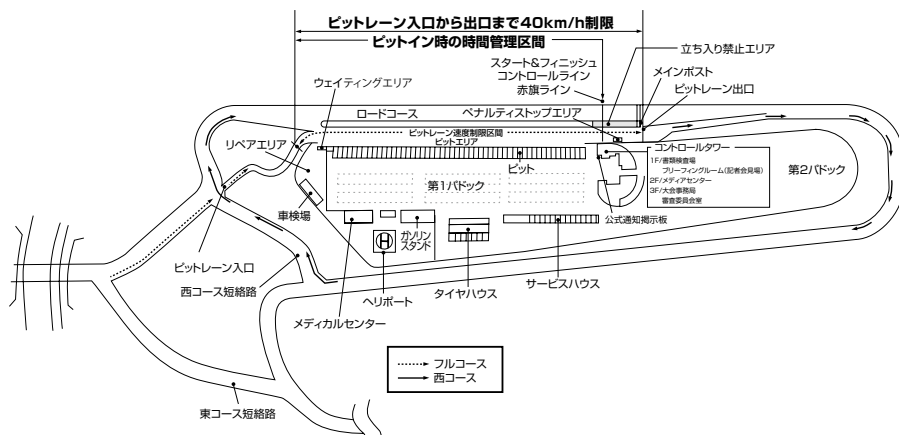 ピットレーン入口から出口まで40km/h制限
ピットイン時の時間管理区間
スタート&フィニッシュ
コントロールライン
赤旗ライン
立ち入り禁止エリア
メインポスト
ピットレーン出口
ウェイティングエリア
ロードコース
ペナルティストップエリア
ピットレーン速度制限区間
ピットエリア
リペアエリア
ピット
コントロールタワー
1F/書類検査場
ブリーフィングルーム(記者会見場)
2F/メディアセンター
3F/大会事務局
審査委員会室
第1パドック
第2パドック
車検場
ガソリン
スタンド
公式通知掲示板
H
ピットレーン入口
西コース短絡路
ヘリポート
タイヤハウス
サービスハウス
メディカルセンター
フルコース
西コース
東コース短絡路